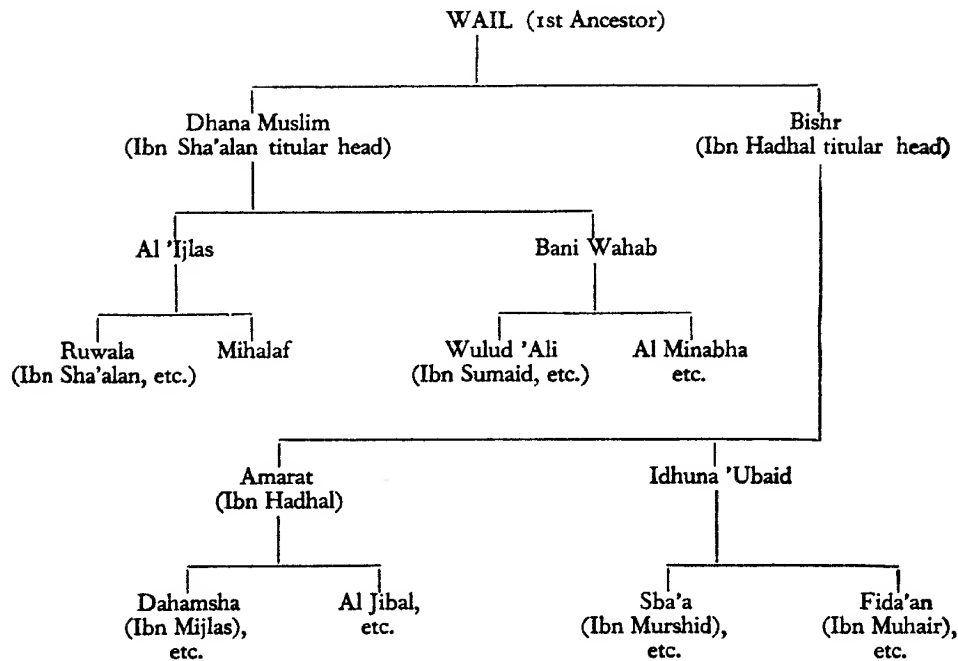 WAIL (1st Ancestor)
Dhana Muslim
(Ibn Sha'alan titular head)
Bishr
(Ibn Hadhal titular head)
Al 'Ijlas
Bani Wahab
Ruwala
(Ibn Sha'alan, etc.)
Mihalaf
Wulud 'Ali
(Ibn Sumaid, etc.)
Al Minabha
etc.
Amarat
(Ibn Hadhal)
Idhuna 'Ubaid
Dahamsha
(Ibn Mijlas),
etc.
Al Jibal,
etc.
Sba'a
(Ibn Murshid),
etc.
Fida'an
(Ibn Muhair),
etc.